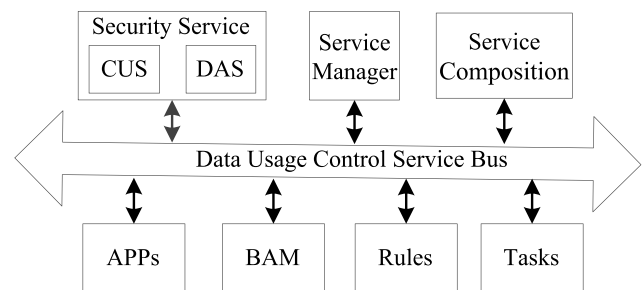 Security Service
CUS
DAS
Service
Manager
Service
Composition
Data Usage Control Service Bus
APPs
BAM
Rules
Tasks